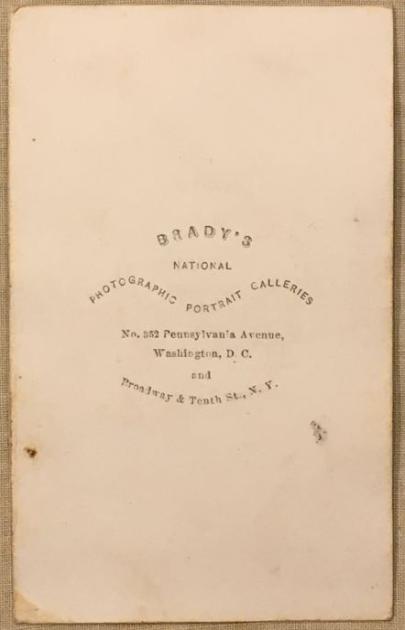 BRADY'S
NATIONAL
PHOTOGRAPHIC PORTRAIT GALLERIES
No. 352 Pennsylvan'a Avenue,
Washington, D. C.
and
Broadway & Tenth St., N. Y.